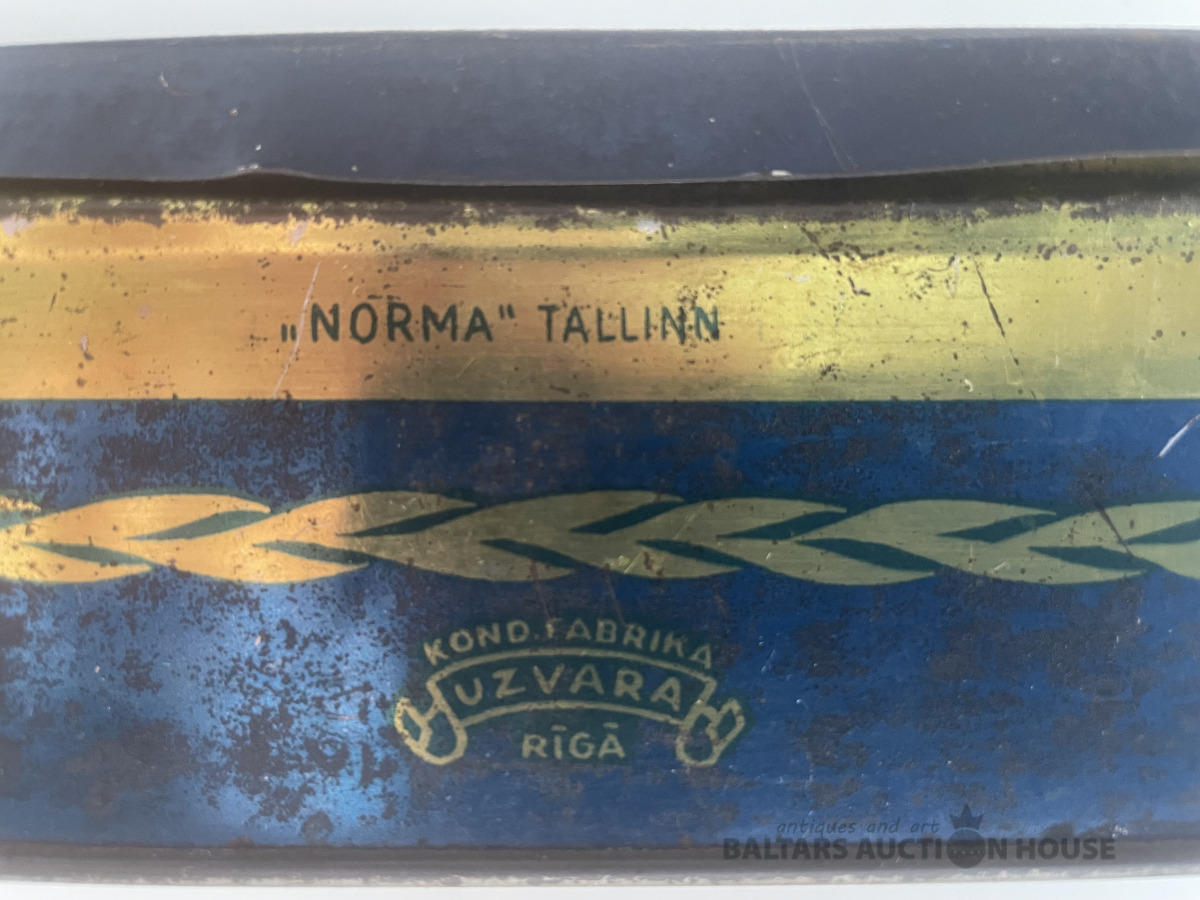 „NORMA“ TALLINN
KOND. FABRIKA
UZVARA
RĪGĀ
antiques and art
BALTARS AUCTION HOUSE